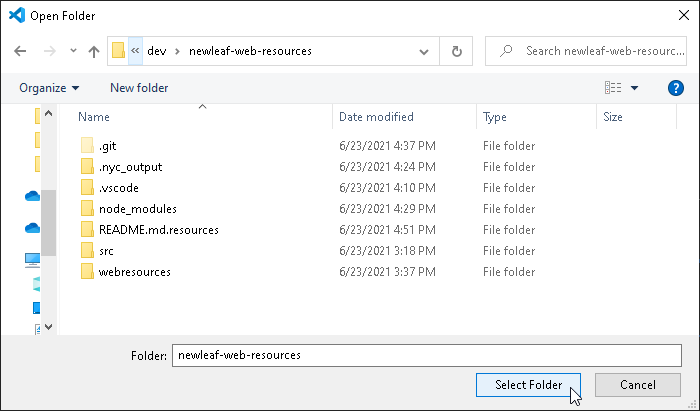 Open Folder
« dev › newleaf-web-resources
Search newleaf-web-resourc...
Organize New folder
?
Name Date modified Type Size
.git 6/23/2021 4:37 PM File folder
.nyc_output 6/23/2021 4:24 PM File folder
.vscode 6/23/2021 4:10 PM File folder
node_modules 6/23/2021 4:29 PM File folder
README.md.resources 6/23/2021 4:51 PM File folder
src 6/23/2021 3:18 PM File folder
webresources 6/23/2021 3:37 PM File folder
Folder: newleaf-web-resources
Select Folder Cancel